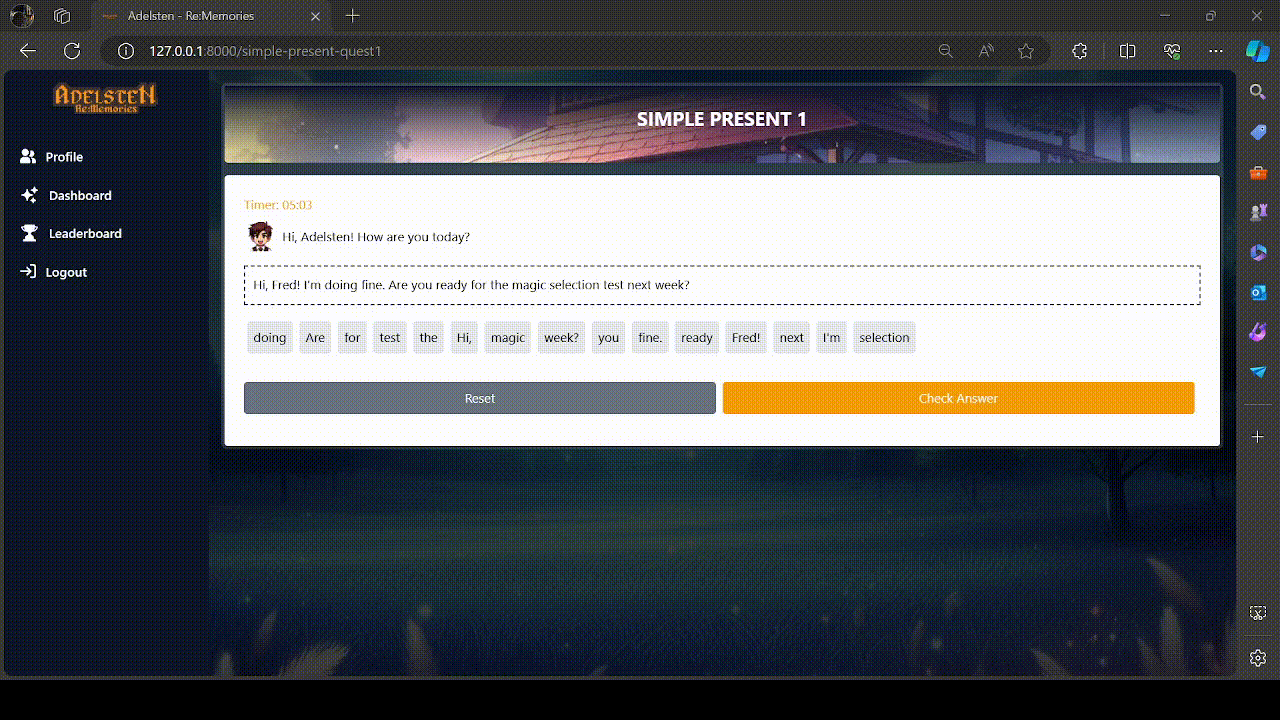 Adelsten - Re:Memories
127.0.0.1:8000/simple-present-quest1
ADELSTEN
Re:Memories
Profile
Dashboard
Leaderboard
Logout
SIMPLE PRESENT 1
Timer: 05:03
Hi, Adelsten! How are you today?
Hi, Fred! I'm doing fine. Are you ready for the magic selection test next week?
doing Are for test the Hi, magic week? you fine. ready Fred! next I'm selection
Reset Check Answer